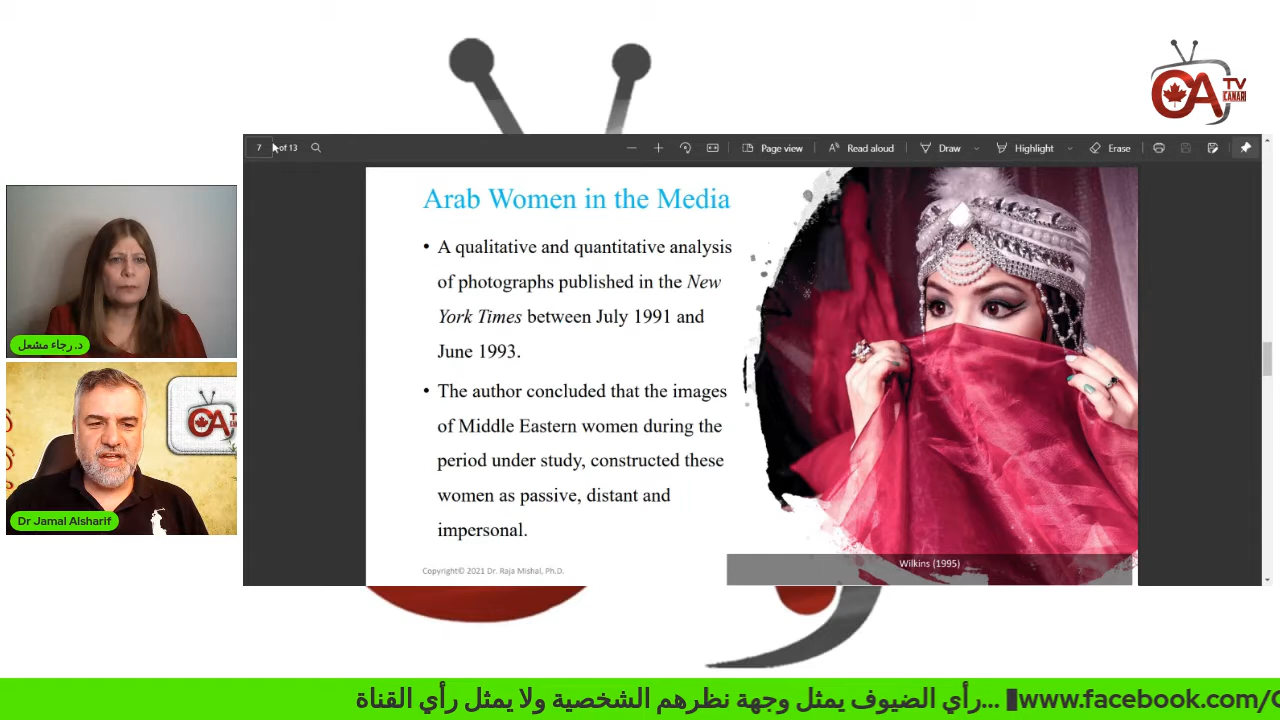 CA TV
CANARI
7 of 13
Page view
Read aloud
Draw
Highlight
Erase
Arab Women in the Media
• A qualitative and quantitative analysis
of photographs published in the New
York Times between July 1991 and
June 1993.
• The author concluded that the images
of Middle Eastern women during the
period under study, constructed these
women as passive, distant and
impersonal.
Copyright© 2021 Dr. Raja Mishal, Ph.D.
Wilkins (1995)
د. رجاء مشعل
CA T
Dr Jamal Alsharif
رأي الضيوف يمثل وجهة نظرهم الشخصية ولا يمثل رأي القناة ...
www.facebook.com/C